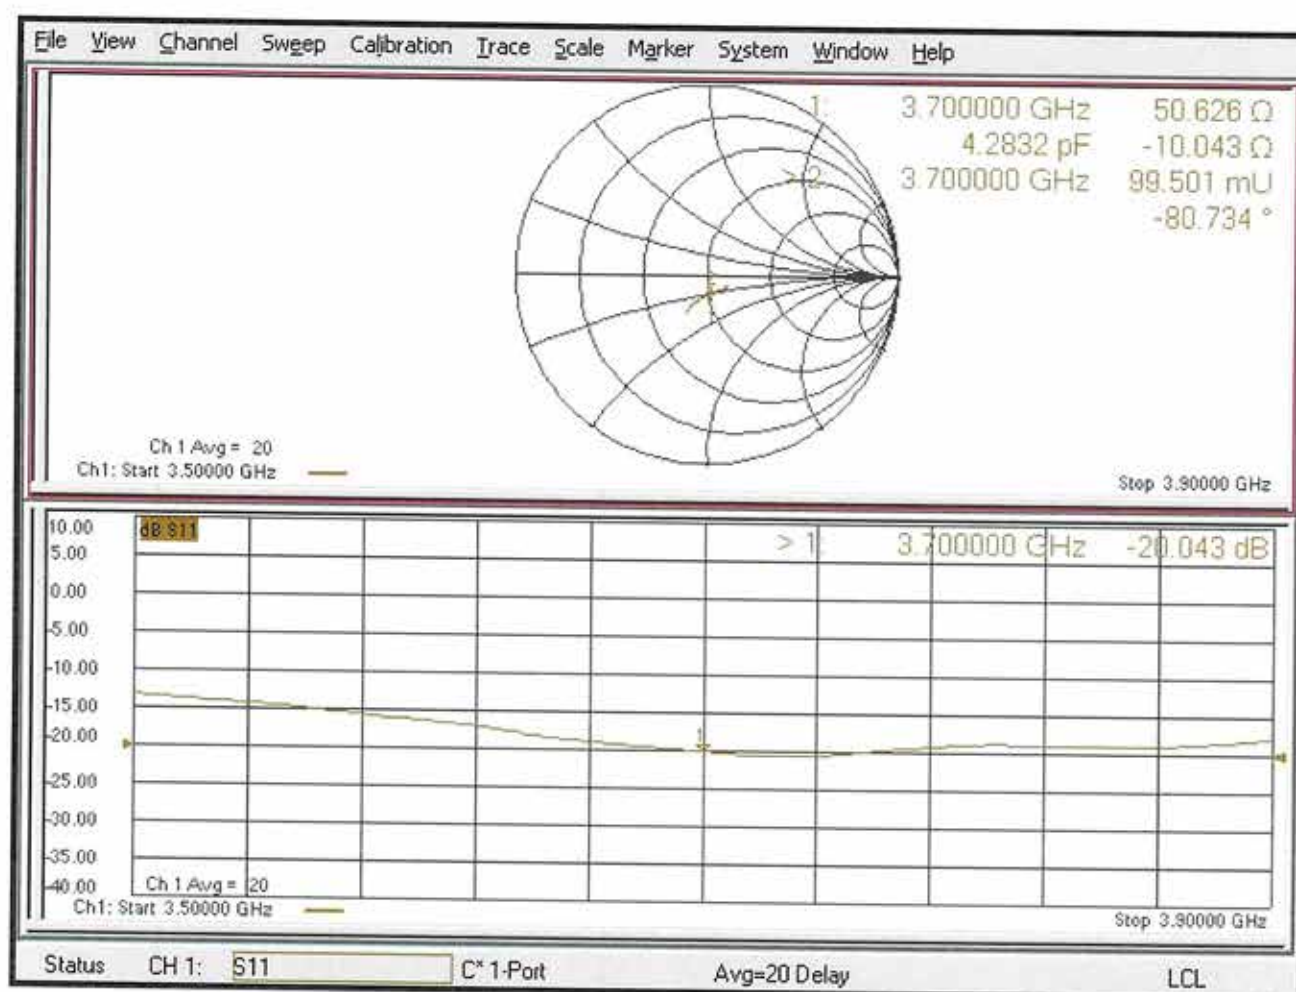 File View Channel Sweep Calibration Trace Scale Marker System Window Help
1: 3.700000 GHz 50.626 Ω
4.2832 pF -10.043 Ω
> 2: 3.700000 GHz 99.501 mU
-80.734 °
Ch 1 Avg = 20
Ch1: Start 3.50000 GHz
Stop 3.90000 GHz
10.00
dB S11
> 1: 3.700000 GHz -20.043 dB
5.00
0.00
-5.00
-10.00
-15.00
-20.00
1
-25.00
-30.00
-35.00
-40.00
Ch 1 Avg = 20
Ch1: Start 3.50000 GHz
Stop 3.90000 GHz
Status CH 1: S11 C* 1-Port Avg=20 Delay LCL